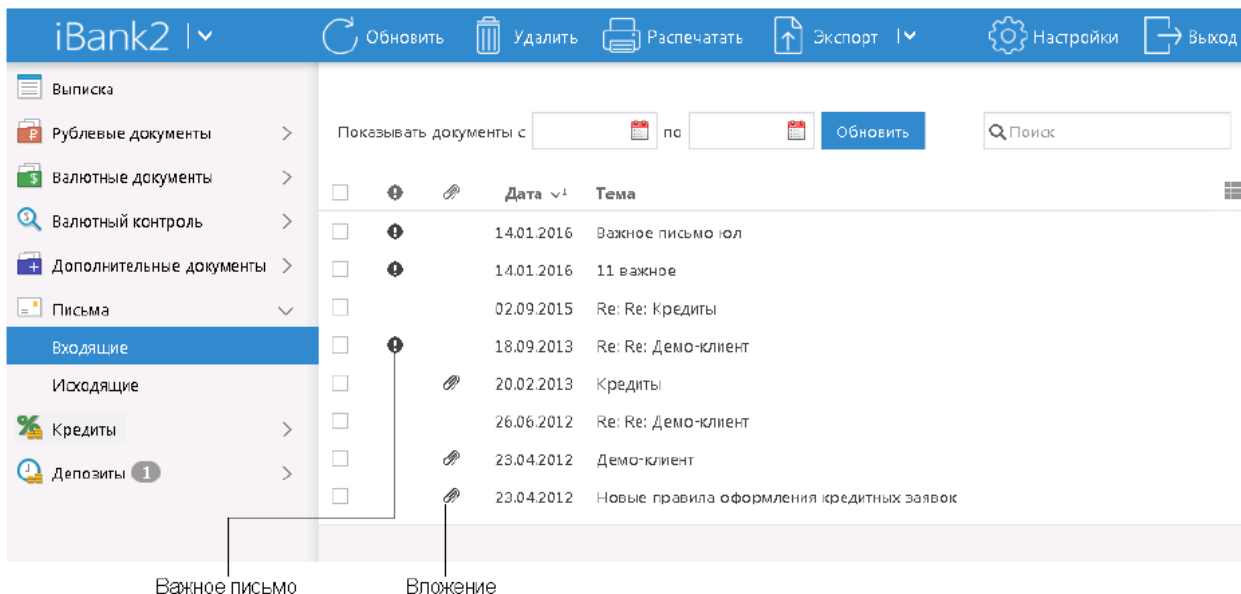 iBank2 Обновить Удалить Распечатать Экспорт Настройки Выход
Выписка
Рублевые документы
Валютные документы
Валютный контроль
Дополнительные документы
Письма
Входящие
Исходящие
Кредиты
Депозиты 1
Показывать документы с по Обновить Поиск
Дата Тема
14.01.2016 Важное письмо юл
14.01.2016 11 важное
02.09.2015 Re: Re: Кредиты
18.09.2013 Re: Re: Демо-клиент
20.02.2013 Кредиты
26.06.2012 Re: Re: Демо-клиент
23.04.2012 Демо-клиент
23.04.2012 Новые правила оформления кредитных заявок
Важное письмо Вложение